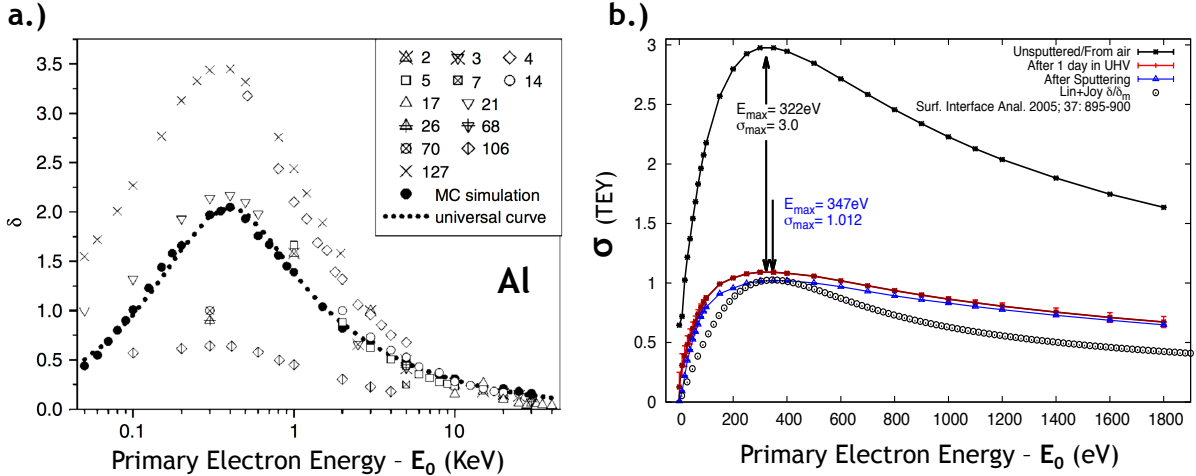 a.)
δ
3.5
3.0
2.5
2.0
1.5
1.0
0.5
0.0
0.1
1
10
Primary Electron Energy - E0 (KeV)
2 3 4
5 7 14
17 21
26 68
70 106
127
MC simulation
universal curve
Al
b.)
σ (TEY)
3
2.5
2
1.5
1
0.5
0
0 200 400 600 800 1000 1200 1400 1600 1800
Primary Electron Energy - E0 (eV)
Unsputtered/From air
After 1 day in UHV
After Sputtering
Lin+Joy δ/δm
Surf. Interface Anal. 2005; 37: 895-900
Emax= 322eV
σmax= 3.0
Emax= 347eV
σmax= 1.012